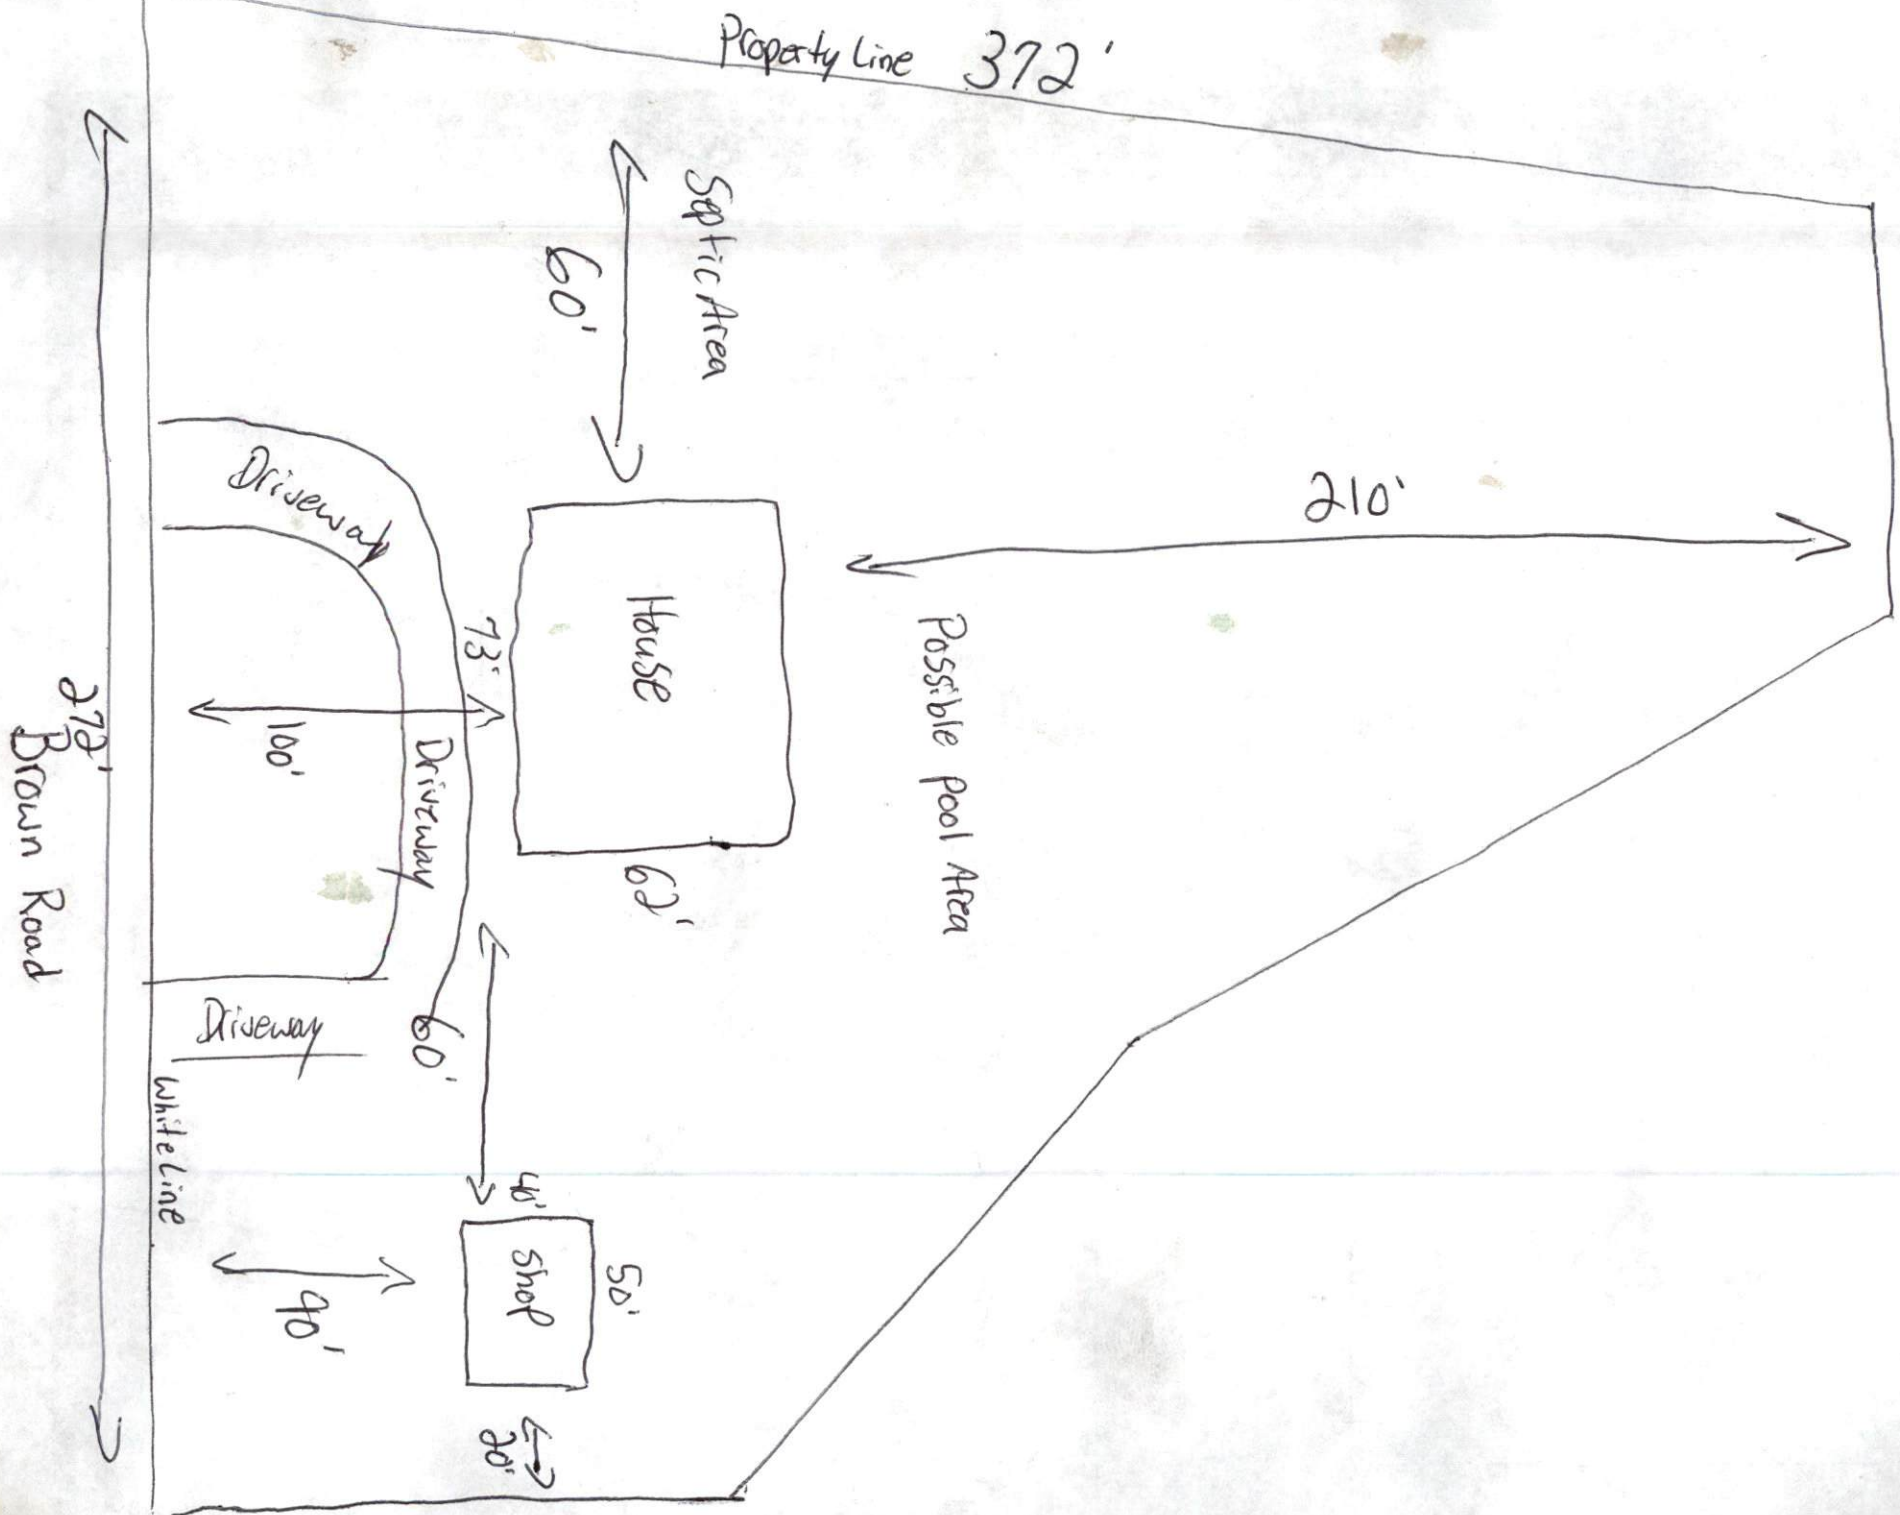 Property Line 372'
Septic Area
60'
210'
Driveway
House
73'
Possible pool Area
100'
Driveway
272'
Brown Road
62'
Driveway
60'
White Line
40'
Shop
50'
90'
20'